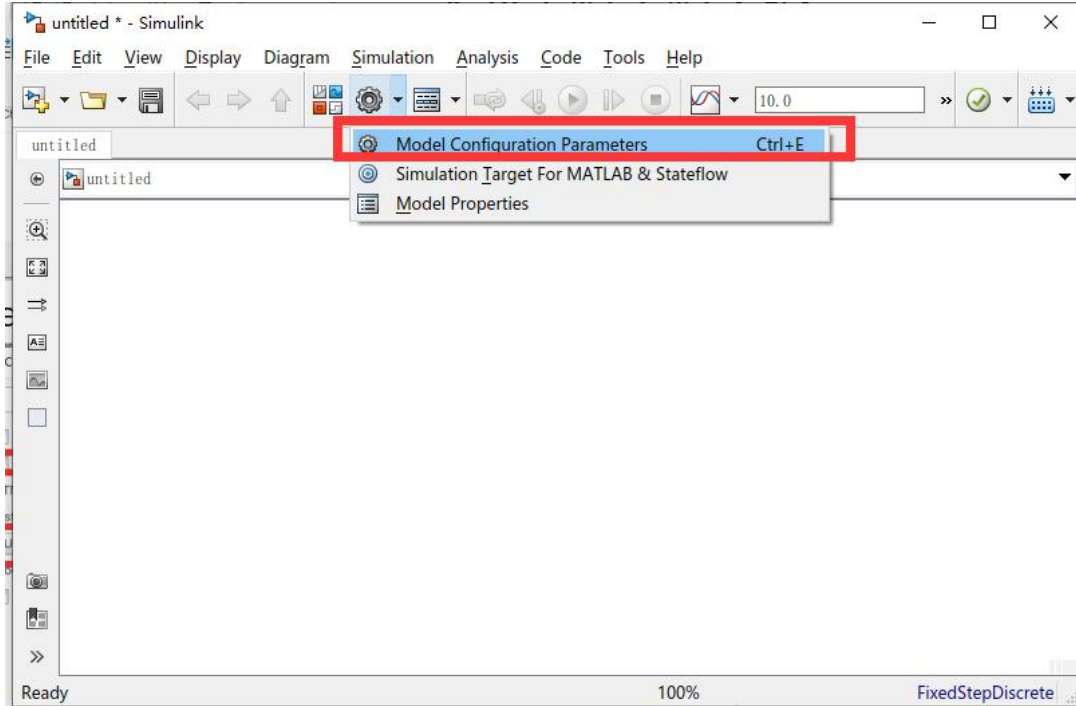 untitled * - Simulink
File Edit View Display Diagram Simulation Analysis Code Tools Help
10.0 »
untitled
Model Configuration Parameters Ctrl+E
untitled
Simulation Target For MATLAB & Stateflow
Model Properties
Ready 100% FixedStepDiscrete